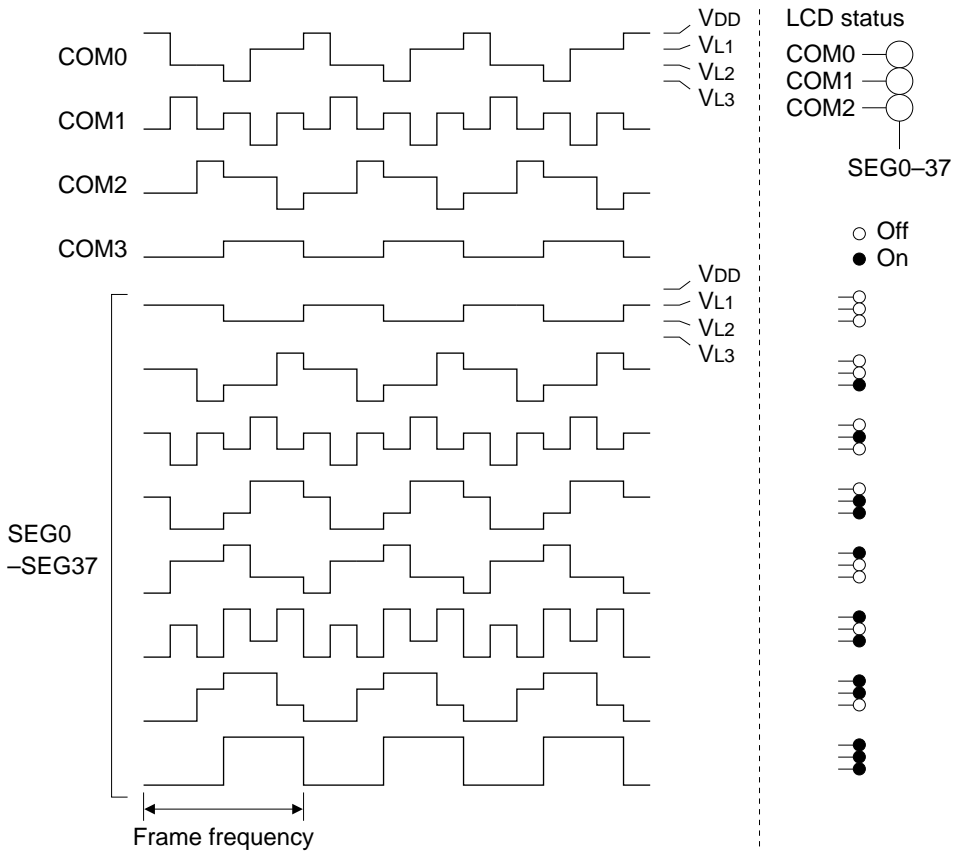 COM0
COM1
COM2
COM3
VDD
VL1
VL2
VL3
VDD
VL1
VL2
VL3
SEG0
–SEG37
Frame frequency
LCD status
COM0
COM1
COM2
SEG0–37
Off
On